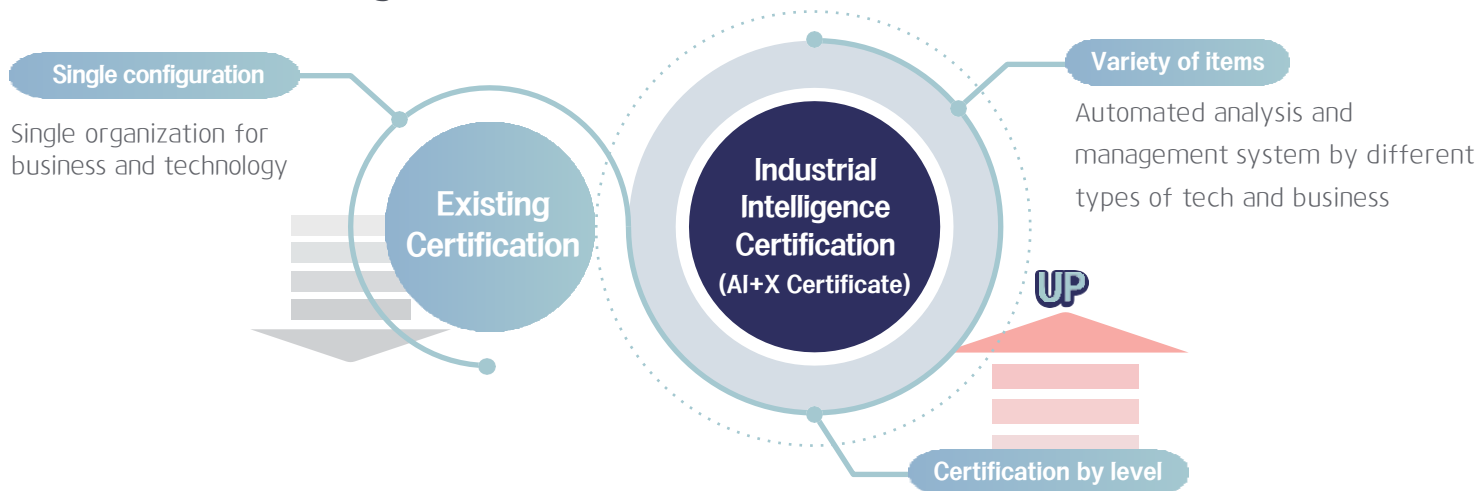 Single configuration
Single organization for
business and technology
Existing
Certification
Industrial
Intelligence
Certification
(AI+X Certificate)
Variety of items
Automated analysis and
management system by different
types of tech and business
UP
Certification by level